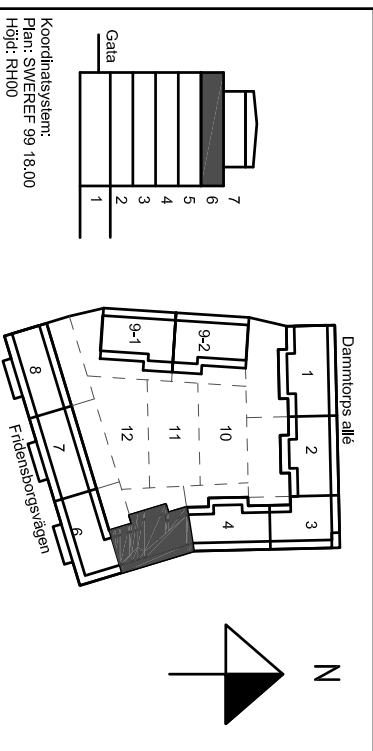 Dammtorps allé
1
2
3
4
6
7
8
9-1
9-2
10
11
12
Fridensborgsvägen
N
Gata
1
2
3
4
5
6
7
Koordinatsystem:
Plan: SWEREF 99 18.00
Höjd: RH00